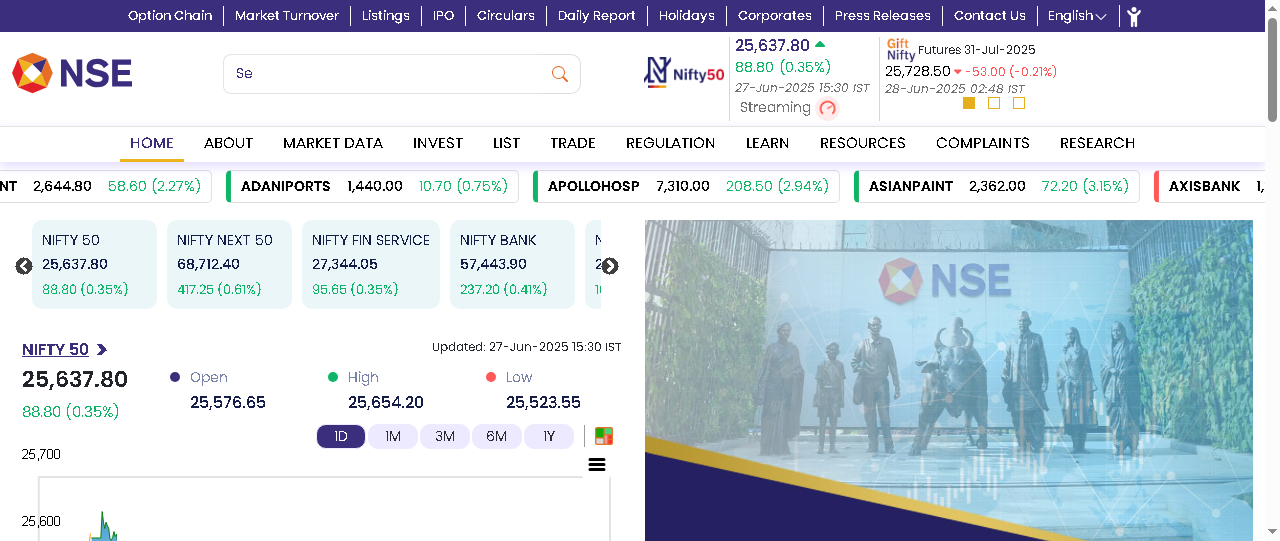 Option Chain Market Turnover Listings IPO Circulars Daily Report Holidays Corporates Press Releases Contact Us English
NSE
Se
Nifty50
25,637.80
88.80 (0.35%)
27-Jun-2025 15:30 IST
Streaming
Gift Nifty Futures 31-Jul-2025
25,728.50 -53.00 (-0.21%)
28-Jun-2025 02:48 IST
HOME ABOUT MARKET DATA INVEST LIST TRADE REGULATION LEARN RESOURCES COMPLAINTS RESEARCH
NT 2,644.80 58.60 (2.27%) ADANIPORTS 1,440.00 10.70 (0.75%) APOLLOHOSP 7,310.00 208.50 (2.94%) ASIANPAINT 2,362.00 72.20 (3.15%) AXISBANK 1,
NIFTY 50 NIFTY NEXT 50 NIFTY FIN SERVICE NIFTY BANK N
25,637.80 68,712.40 27,344.05 57,443.90
88.80 (0.35%) 417.25 (0.61%) 95.65 (0.35%) 237.20 (0.41%)
NSE
NIFTY 50
Updated: 27-Jun-2025 15:30 IST
25,637.80
88.80 (0.35%)
Open High Low
25,576.65 25,654.20 25,523.55
1D 1M 3M 6M 1Y
25,700
25,600